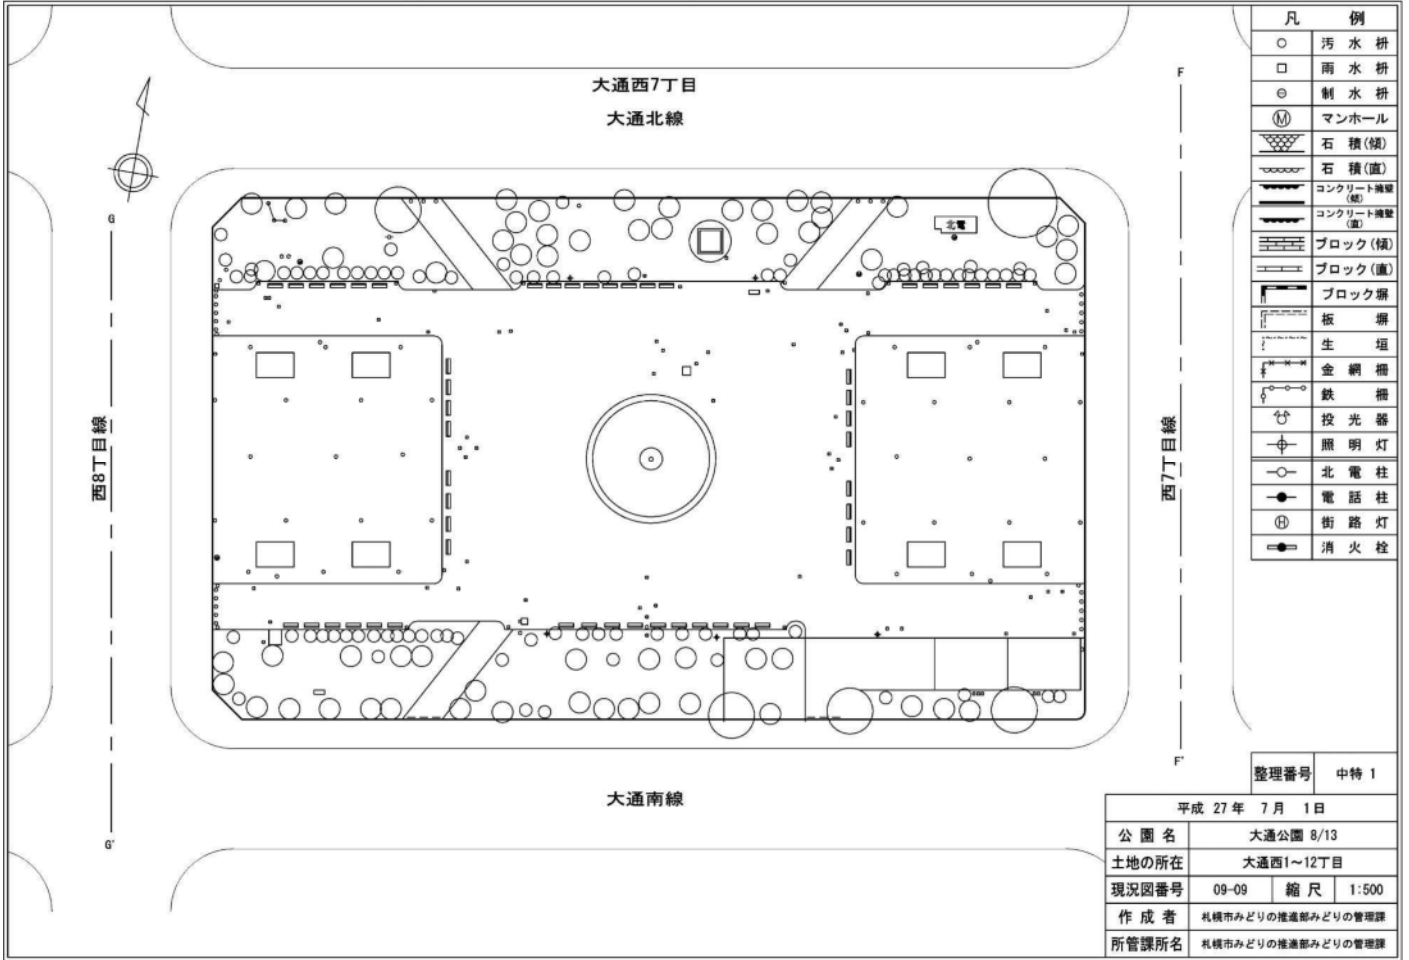 大通西7丁目
大通北線
北電
F
G
西8丁目線
西7丁目線
F'
G'
大通南線
凡 例
汚水枡
雨水枡
制水枡
Ⓜ マンホール
石積(傾)
石積(直)
コンクリート擁壁
(傾)
コンクリート擁壁
(直)
ブロック(傾)
ブロック(直)
ブロック塀
板塀
生垣
金網柵
鉄柵
投光器
照明灯
北電柱
電話柱
Ⓗ 街路灯
消火栓
整理番号 中特 1
平成 27年 7月 1日
公園名 大通公園 8/13
土地の所在 大通西1～12丁目
現況図番号 09-09 縮尺 1:500
作成者 札幌市みどりの推進部みどりの管理課
所管課所名 札幌市みどりの推進部みどりの管理課